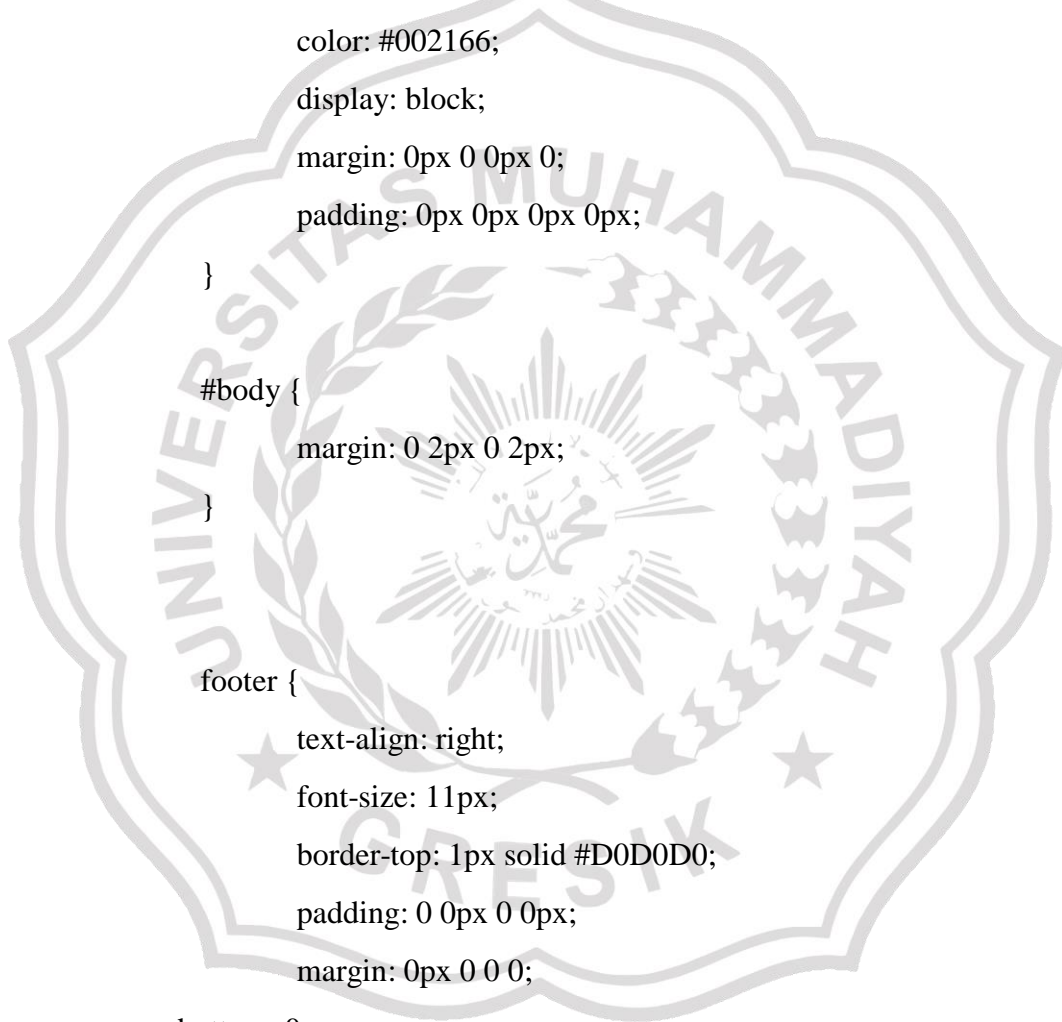 color: #002166;
display: block;
margin: 0px 0 0px 0;
padding: 0px 0px 0px 0px;
}
#body {
margin: 0 2px 0 2px;
}
footer {
text-align: right;
font-size: 11px;
border-top: 1px solid #D0D0D0;
padding: 0 0px 0 0px;
margin: 0px 0 0 0;
UNIVERSITAS MUHAMMADIYAH
GRESIK